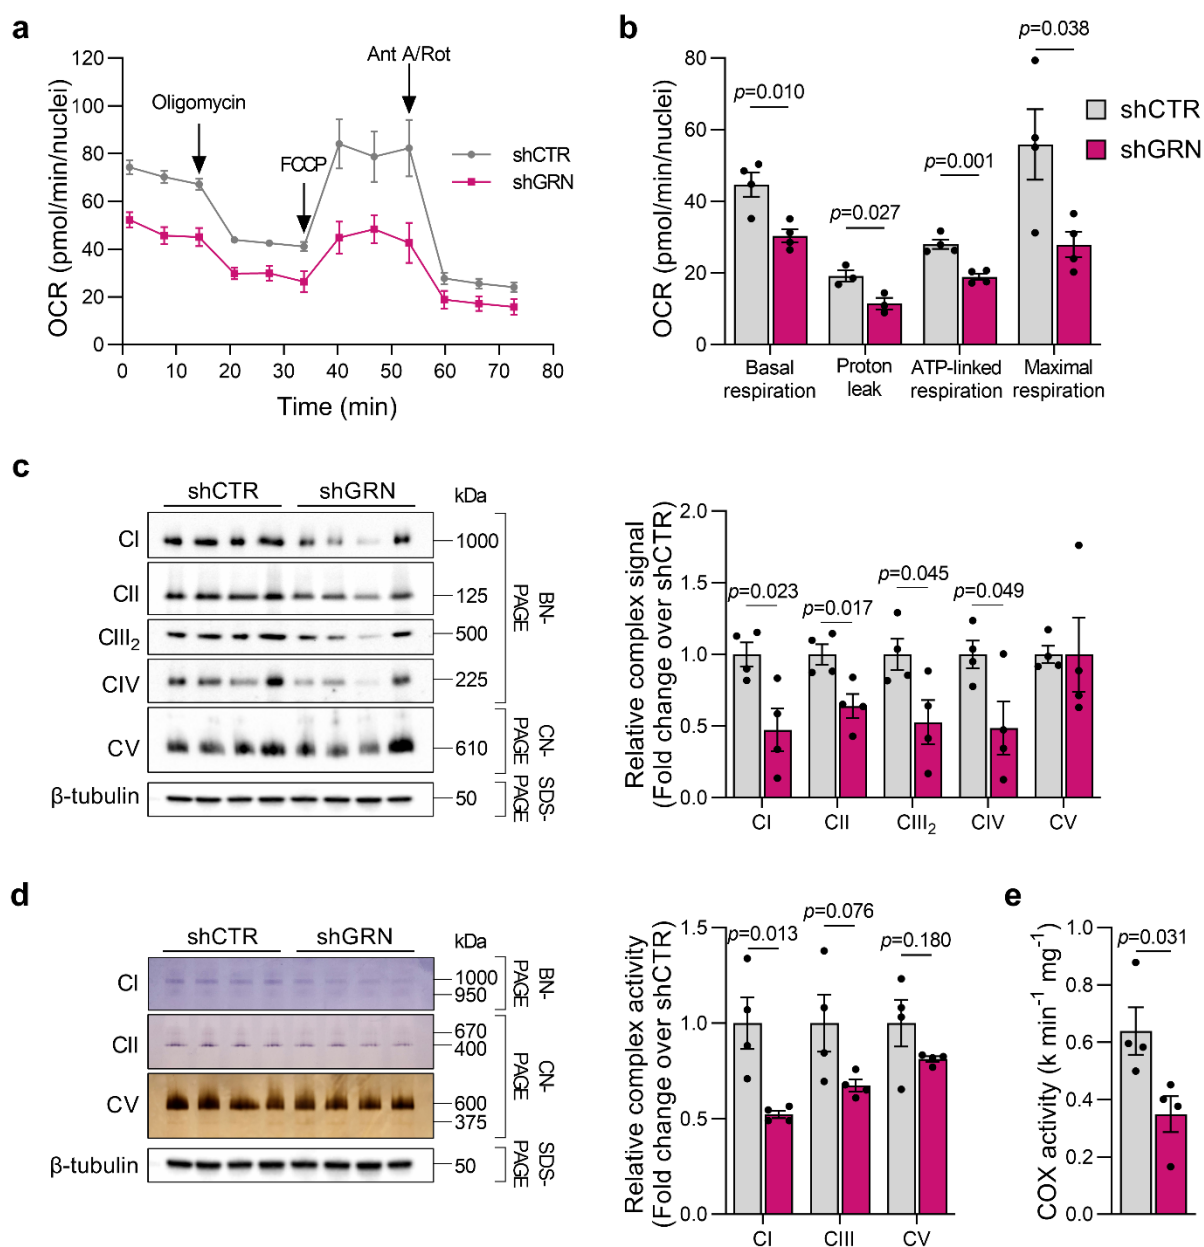 a
OCR (pmol/min/nuclei)
120
100
80
60
40
20
0
Oligomycin
FCCP
Ant A/Rot
shCTR
shGRN
0 10 20 30 40 50 60 70 80
Time (min)
b
OCR (pmol/min/nuclei)
80
60
40
20
0
p=0.010
p=0.027
p=0.001
p=0.038
shCTR
shGRN
Basal respiration
Proton leak
ATP-linked respiration
Maximal respiration
c
shCTR shGRN kDa
CI 1000
CII 125
CIII2 500
CIV 225
BN-PAGE
CV 610
CN-PAGE
β-tubulin 50
SDS-PAGE
Relative complex signal
(Fold change over shCTR)
2.0
1.5
1.0
0.5
0.0
p=0.023
p=0.017
p=0.045
p=0.049
CI CII CIII2 CIV CV
d
shCTR shGRN kDa
CI 1000
950
BN-PAGE
CII 670
400
CV 600
375
CN-PAGE
β-tubulin 50
SDS-PAGE
Relative complex activity
(Fold change over shCTR)
1.5
1.0
0.5
0.0
p=0.013
p=0.076
p=0.180
CI CIII CV
e
COX activity (k min-1 mg-1)
1.0
0.8
0.6
0.4
0.2
0.0
p=0.031